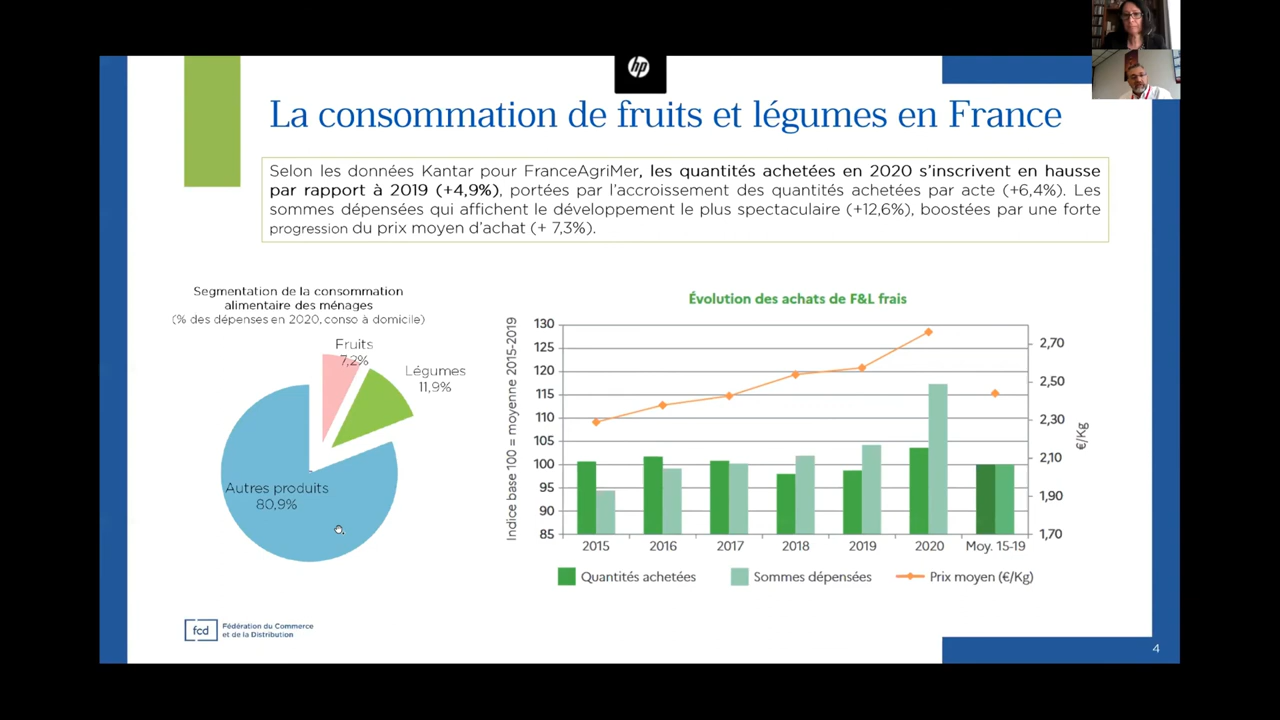 hp
La consommation de fruits et légumes en France
Selon les données Kantar pour FranceAgriMer, les quantités achetées en 2020 s'inscrivent en hausse
par rapport à 2019 (+4,9%), portées par l'accroissement des quantités achetées par acte (+6,4%). Les
sommes dépensées qui affichent le développement le plus spectaculaire (+12,6%), boostées par une forte
progression du prix moyen d'achat (+ 7,3%).
Segmentation de la consommation
alimentaire des ménages
(% des dépenses en 2020, conso à domicile)
Fruits
7,2%
Légumes
11,9%
Autres produits
80,9%
Évolution des achats de F&L frais
Indice base 100 = moyenne 2015-2019
130
125
120
115
110
105
100
95
90
85
2,70
2,50
2,30
2,10
1,90
1,70
€/Kg
2015 2016 2017 2018 2019 2020 Moy. 15-19
Quantités achetées Sommes dépensées Prix moyen (€/Kg)
fcd
Fédération du Commerce
et de la Distribution
4